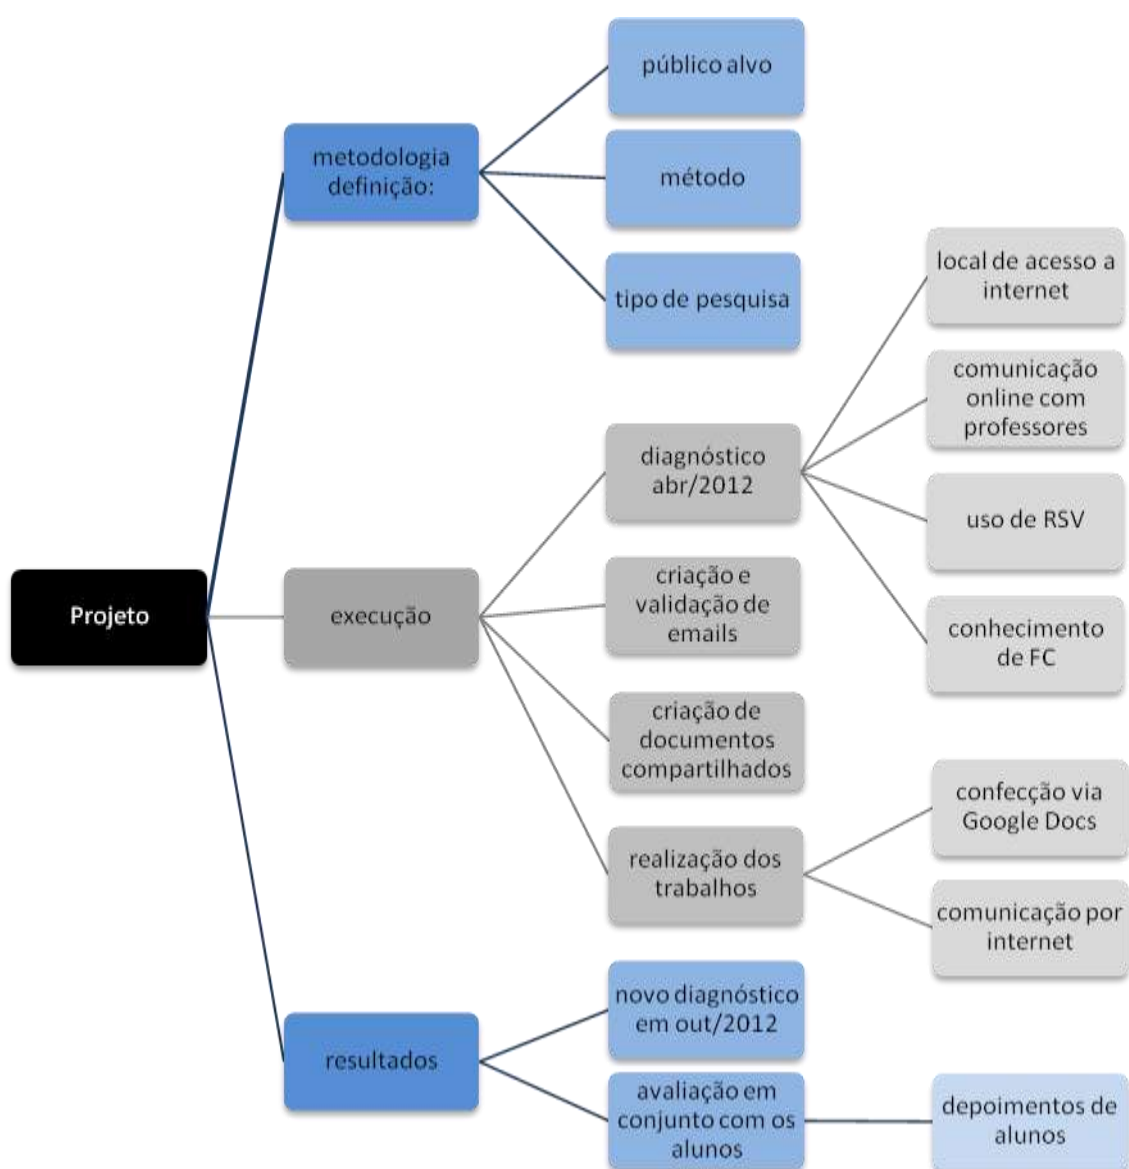 público alvo
metodologia
definição:
método
tipo de pesquisa
local de acesso a
internet
comunicação
online com
professores
diagnóstico
abr/2012
uso de RSV
conhecimento
de FC
Projeto
execução
criação e
validação de
emails
criação de
documentos
compartilhados
realização dos
trabalhos
confecção via
Google Docs
comunicação por
internet
resultados
novo diagnóstico
em out/2012
avaliação em
conjunto com os
alunos
depoimentos de
alunos